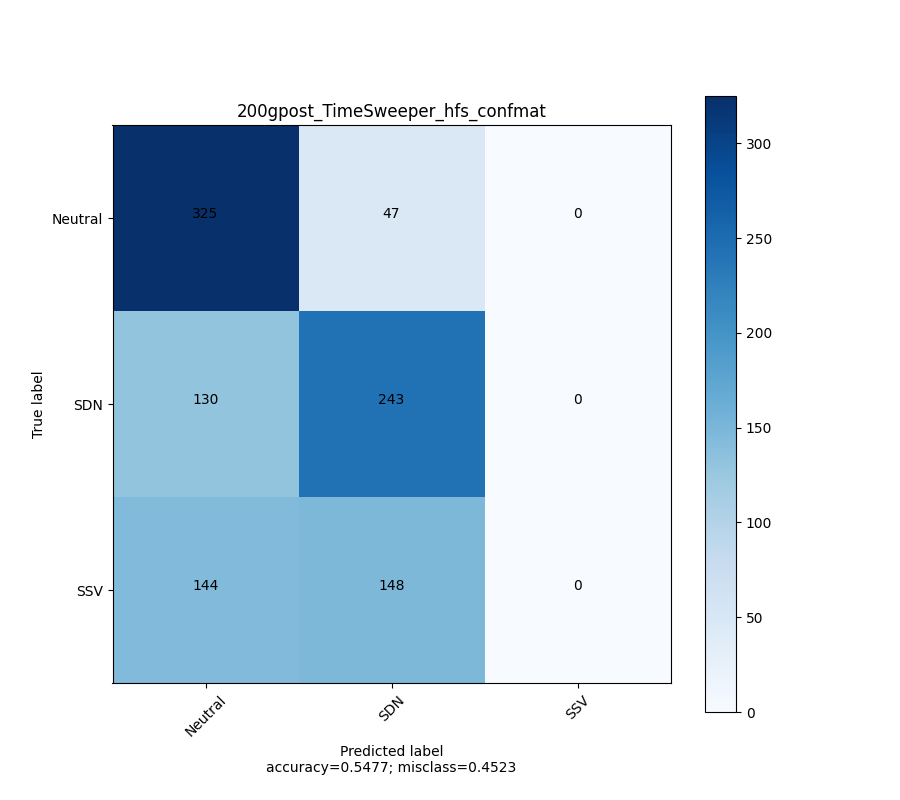 200gpost_TimeSweeper_hfs_confmat
Neutral 325 47 0
SDN 130 243 0
SSV 144 148 0
True label
Neutral SDN SSV
Predicted label
accuracy=0.5477; misclass=0.4523
300
250
200
150
100
50
0